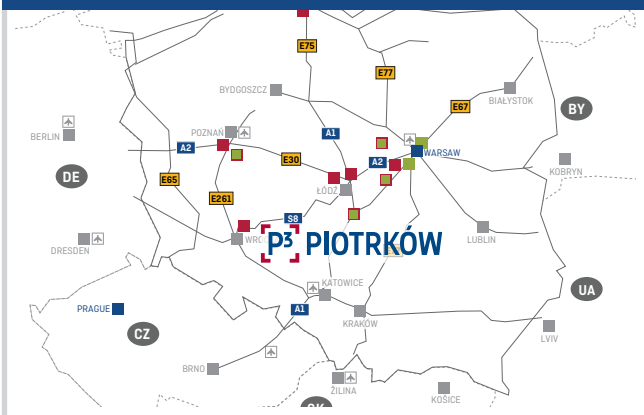 E75
E77
BYDGOSZCZ
E67
BIAŁYSTOK
BY
BERLIN
POZNAŃ
A1
A2
E30
A2
WARSAW
KOBRYN
DE
E65
ŁÓDŹ
E261
S8
LUBLIN
DRESDEN
WRO
P3 PIOTRKÓW
KATOWICE
UA
PRAGUE
A1
KRAKÓW
CZ
LVIV
BRNO
ŽILINA
KOŠICE